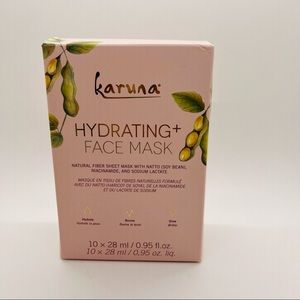 karuna
HYDRATING+
FACE MASK
NATURAL FIBER SHEET MASK WITH NATTO (SOY BEAN),
NIACINAMIDE, AND SODIUM LACTATE
MASQUE EN TISSU DE FIBRES NATURELLES FORMULÉ
AVEC DU NATTO (HARICOT DE SOYA), DE LA NIACINAMIDE
ET DU LACTATE DE SODIUM
10 × 28 ml / 0.95 fl.oz.
10 × 28 ml / 0,95 oz. liq.